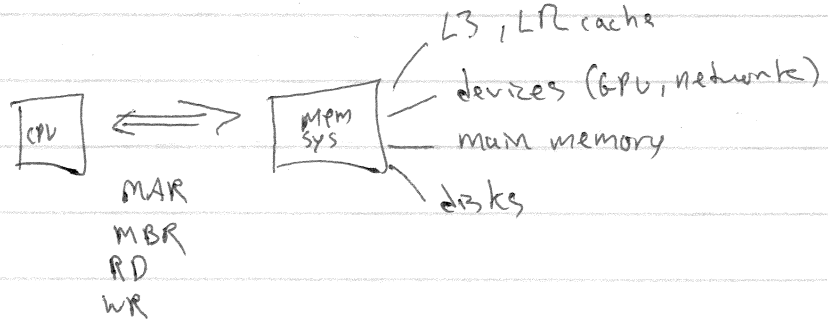 L3, L2 cache
devices (GPU, network)
CPU
Mem
sys
main memory
disks
MAR
MBR
RD
WR